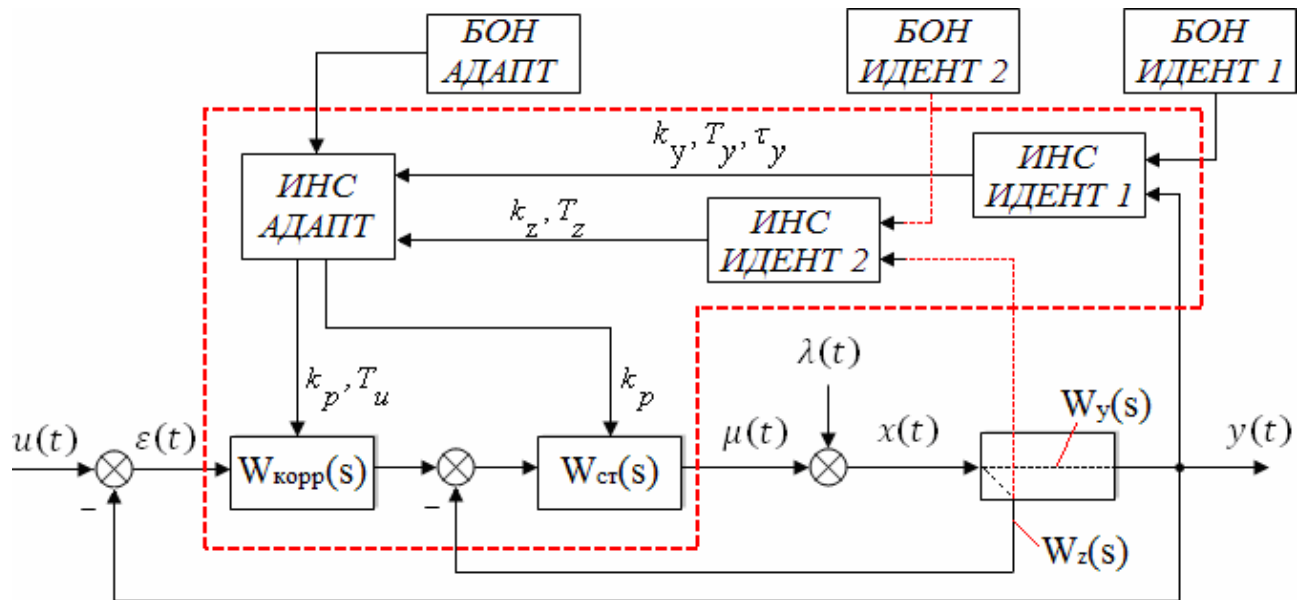 БОН
АДАПТ
БОН
ИДЕНТ 2
БОН
ИДЕНТ 1
k_y, T_y, τ_y
ИНС
ИДЕНТ 1
ИНС
АДАПТ
k_z, T_z
ИНС
ИДЕНТ 2
k_p, T_u
k_p
λ(t)
u(t)
ε(t)
W_корр(s)
–
W_ст(s)
μ(t)
x(t)
W_y(s)
y(t)
–
W_z(s)